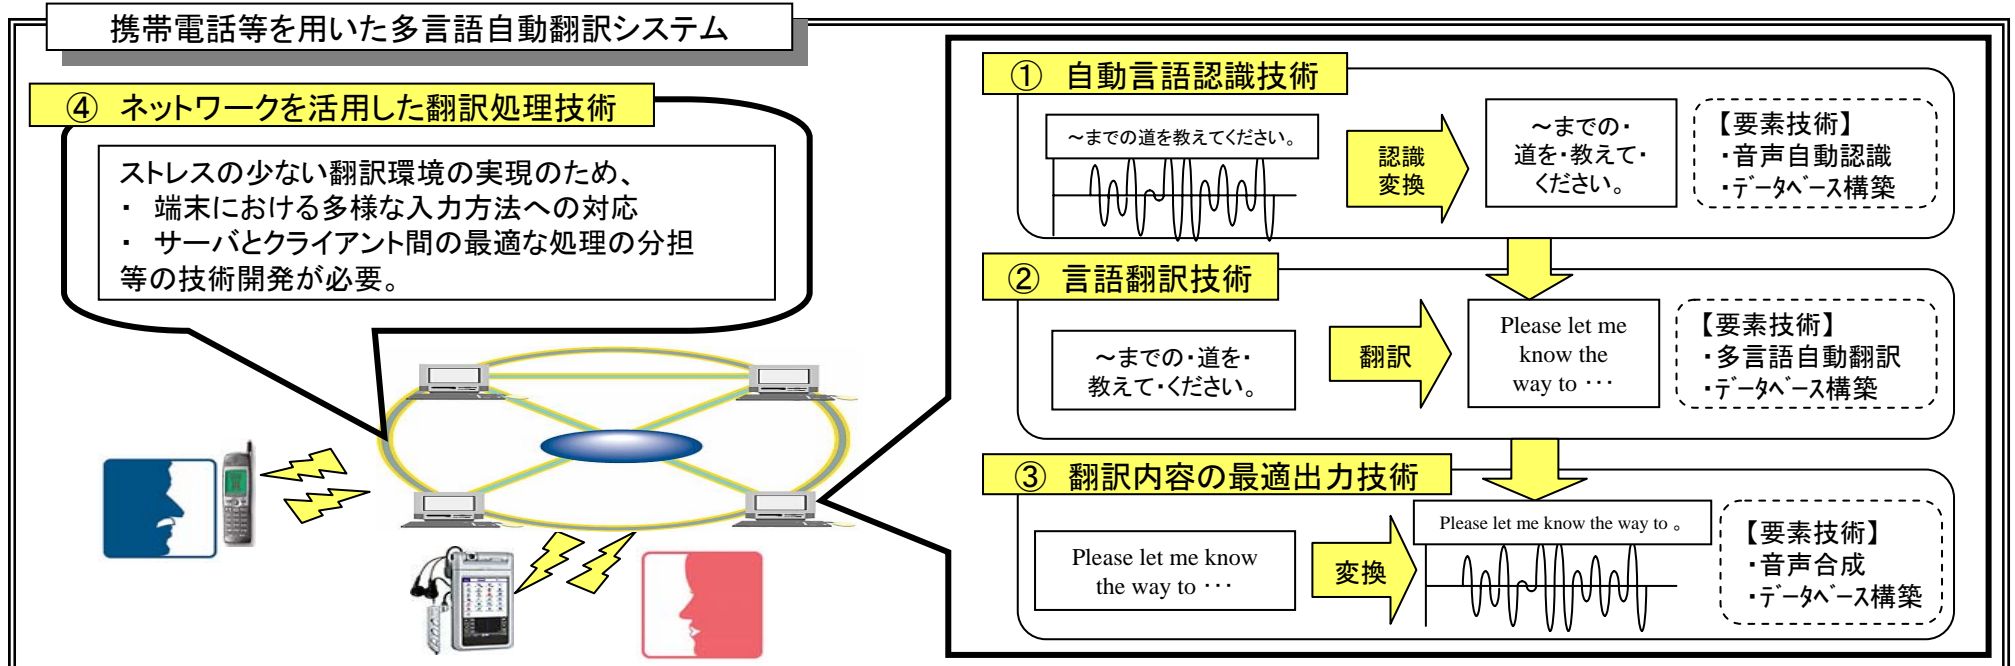 携帯電話等を用いた多言語自動翻訳システム
④ ネットワークを活用した翻訳処理技術
ストレスの少ない翻訳環境の実現のため、
・ 端末における多様な入力方法への対応
・ サーバとクライアント間の最適な処理の分担
等の技術開発が必要。
① 自動言語認識技術
～までの道を教えてください。
認識
変換
～までの・
道を・教えて・
ください。
【要素技術】
・音声自動認識
・データベース構築
② 言語翻訳技術
～までの・道を・
教えて・ください。
翻訳
Please let me
know the
way to ･･･
【要素技術】
・多言語自動翻訳
・データベース構築
③ 翻訳内容の最適出力技術
Please let me know
the way to ･･･
変換
Please let me know the way to 。
【要素技術】
・音声合成
・データベース構築